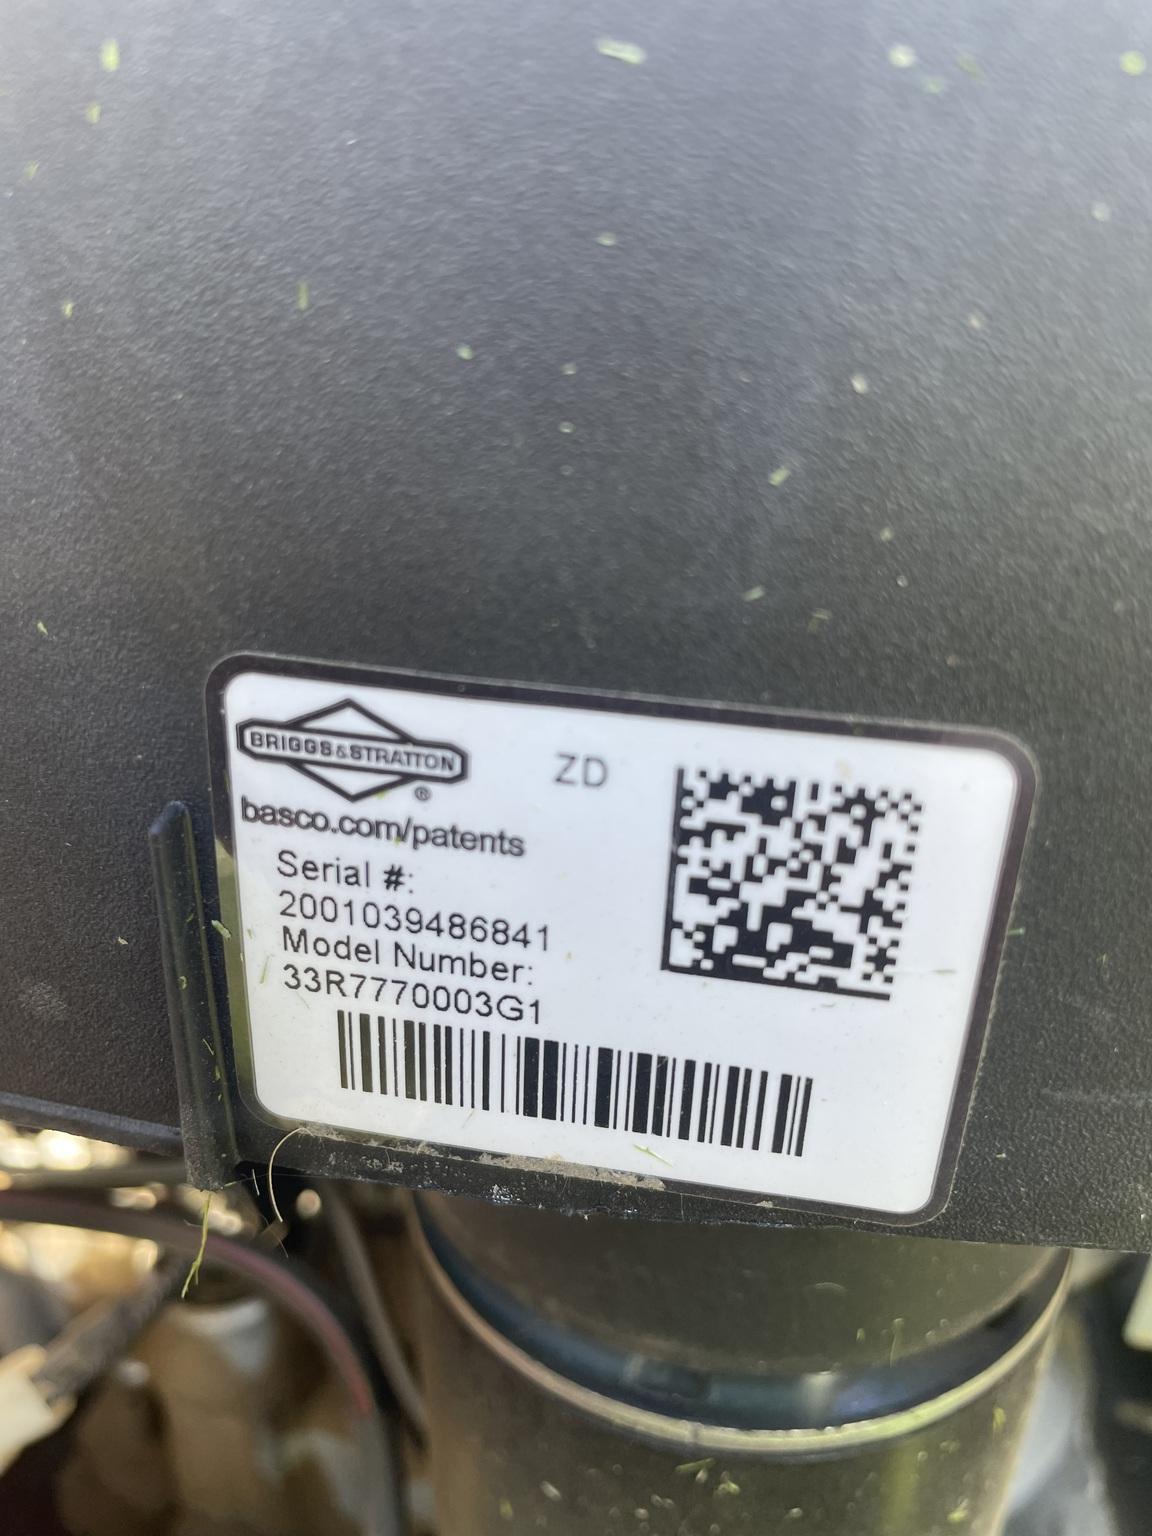 BRIGGS&STRATTON
®
ZD
basco.com/patents
Serial #:
2001039486841
Model Number:
33R7770003G1